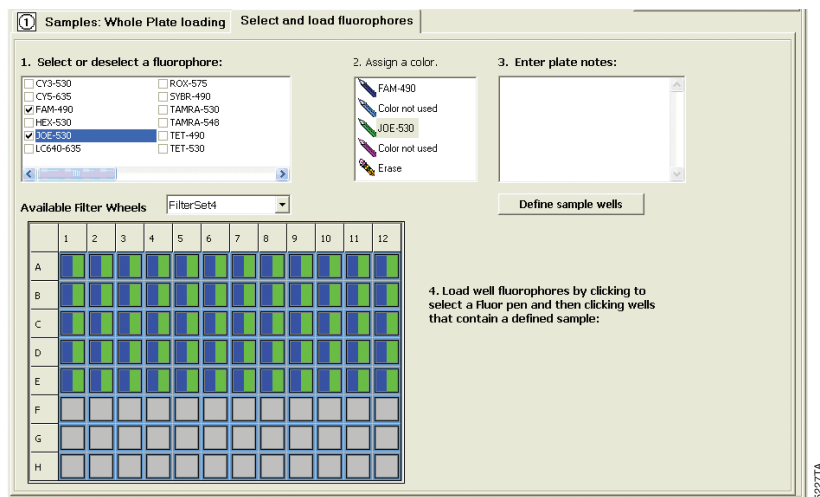 1 Samples: Whole Plate loading Select and load fluorophores
1. Select or deselect a fluorophore:
CY3-530 ROX-575
CY5-635 SYBR-490
FAM-490 TAMRA-530
HEX-530 TAMRA-548
JOE-530 TET-490
LC640-635 TET-530
2. Assign a color.
FAM-490
Color not used
JOE-530
Color not used
Erase
3. Enter plate notes:
Define sample wells
Available Filter Wheels FilterSet4
1 2 3 4 5 6 7 8 9 10 11 12
A
B
C
D
E
F
G
H
4. Load well fluorophores by clicking to
select a Fluor pen and then clicking wells
that contain a defined sample: